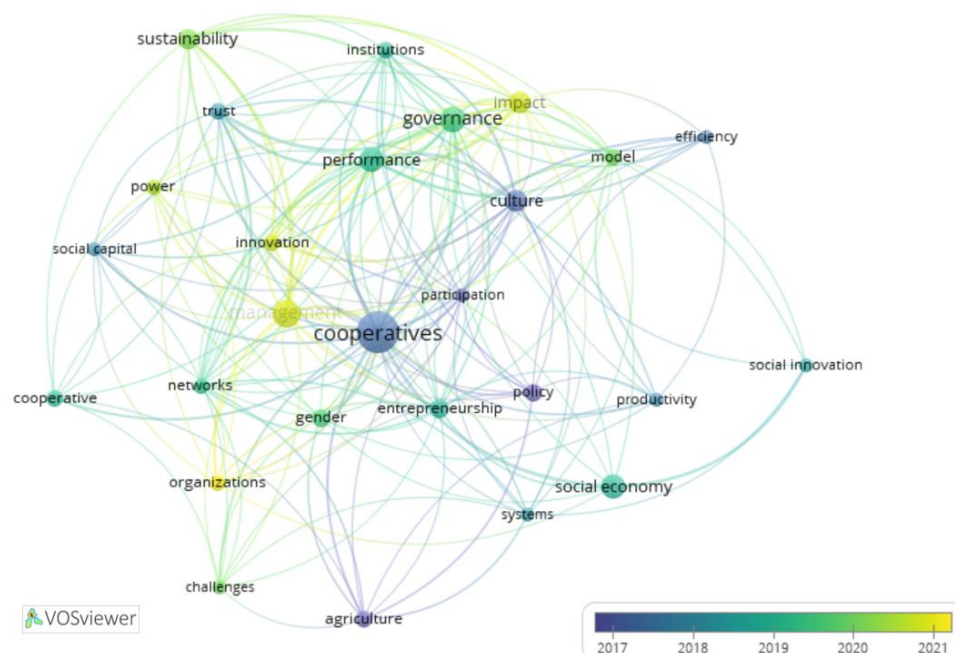 sustainability
institutions
impact
trust
governance
efficiency
model
performance
power
culture
innovation
social capital
participation
management
cooperatives
social innovation
networks
policy
cooperative
productivity
entrepreneurship
gender
organizations
social economy
systems
challenges
agriculture
VOSviewer
2017 2018 2019 2020 2021